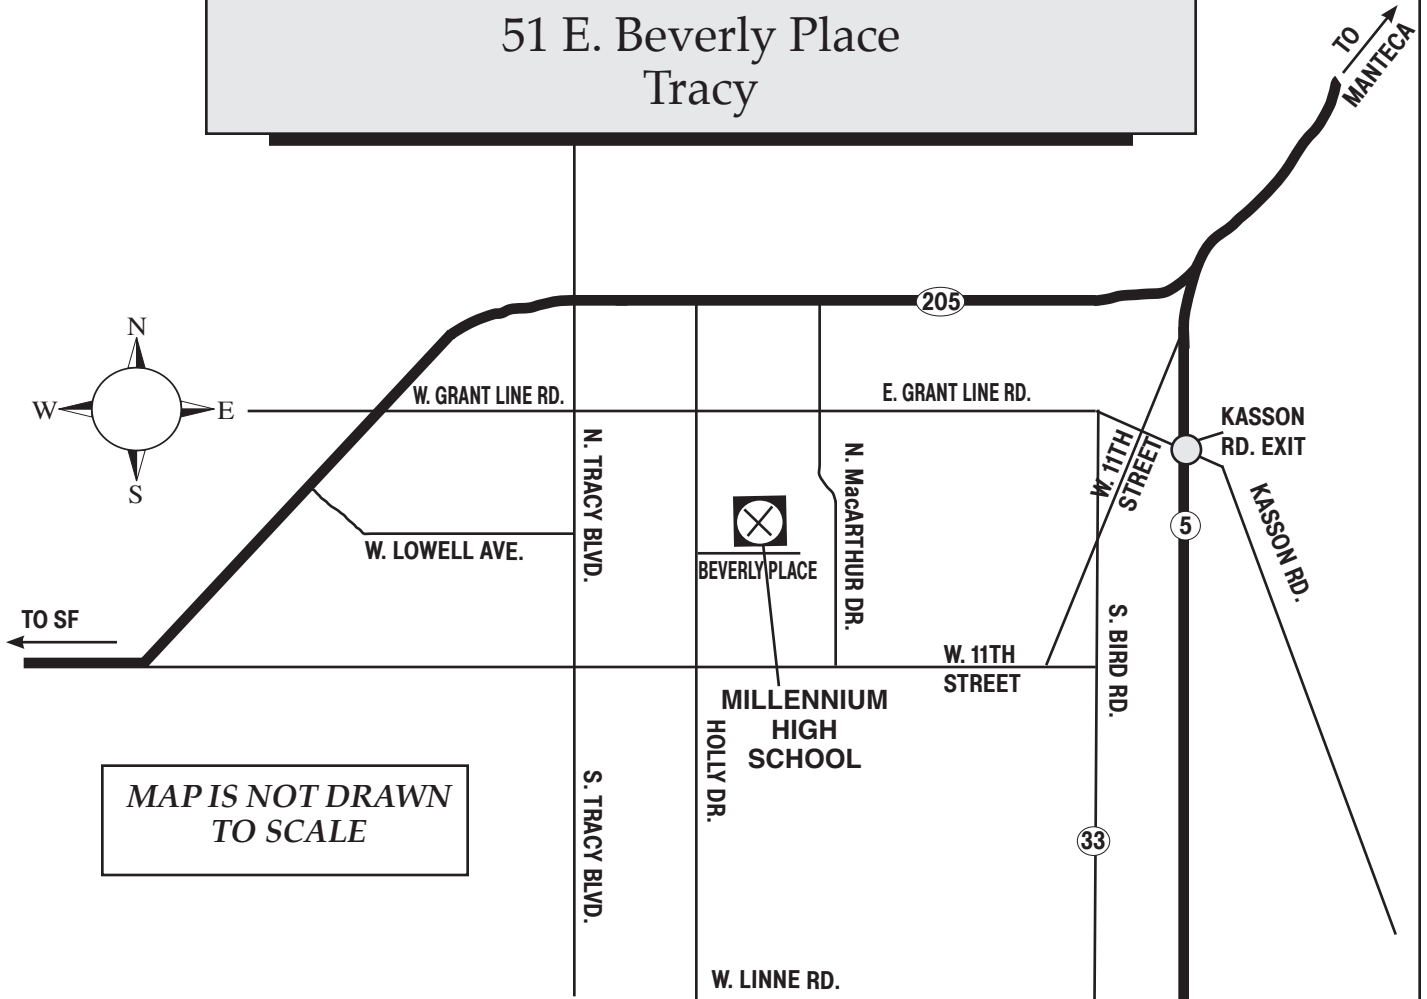 51 E. Beverly Place
Tracy
TO
MANTECA
205
N
W
E
S
W. GRANT LINE RD.
E. GRANT LINE RD.
KASSON
RD. EXIT
N. TRACY BLVD.
N. MacARTHUR DR.
W. 11TH
STREET
5
KASSON RD.
W. LOWELL AVE.
BEVERLY PLACE
TO SF
S. BIRD RD.
W. 11TH
STREET
MILLENNIUM
HIGH
SCHOOL
HOLLY DR.
MAP IS NOT DRAWN
TO SCALE
S. TRACY BLVD.
33
W. LINNE RD.